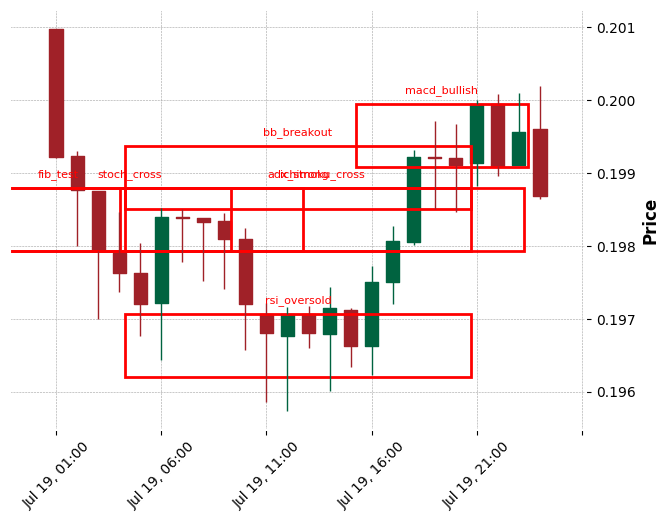 0.201
macd_bullish
0.200
bb_breakout
fib_test
stoch_cross
adx_strong
ichimoku_cross
0.199
Price
0.198
rsi_oversold
0.197
0.196
Jul 19, 01:00
Jul 19, 06:00
Jul 19, 11:00
Jul 19, 16:00
Jul 19, 21:00